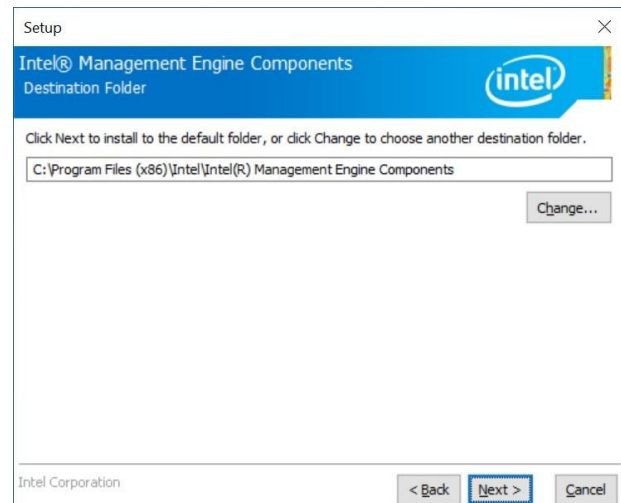 Setup
Intel® Management Engine Components
Destination Folder
intel
Click Next to install to the default folder, or click Change to choose another destination folder.
C:\Program Files (x86)\Intel\Intel(R) Management Engine Components
Change...
Intel Corporation
< Back
Next >
Cancel